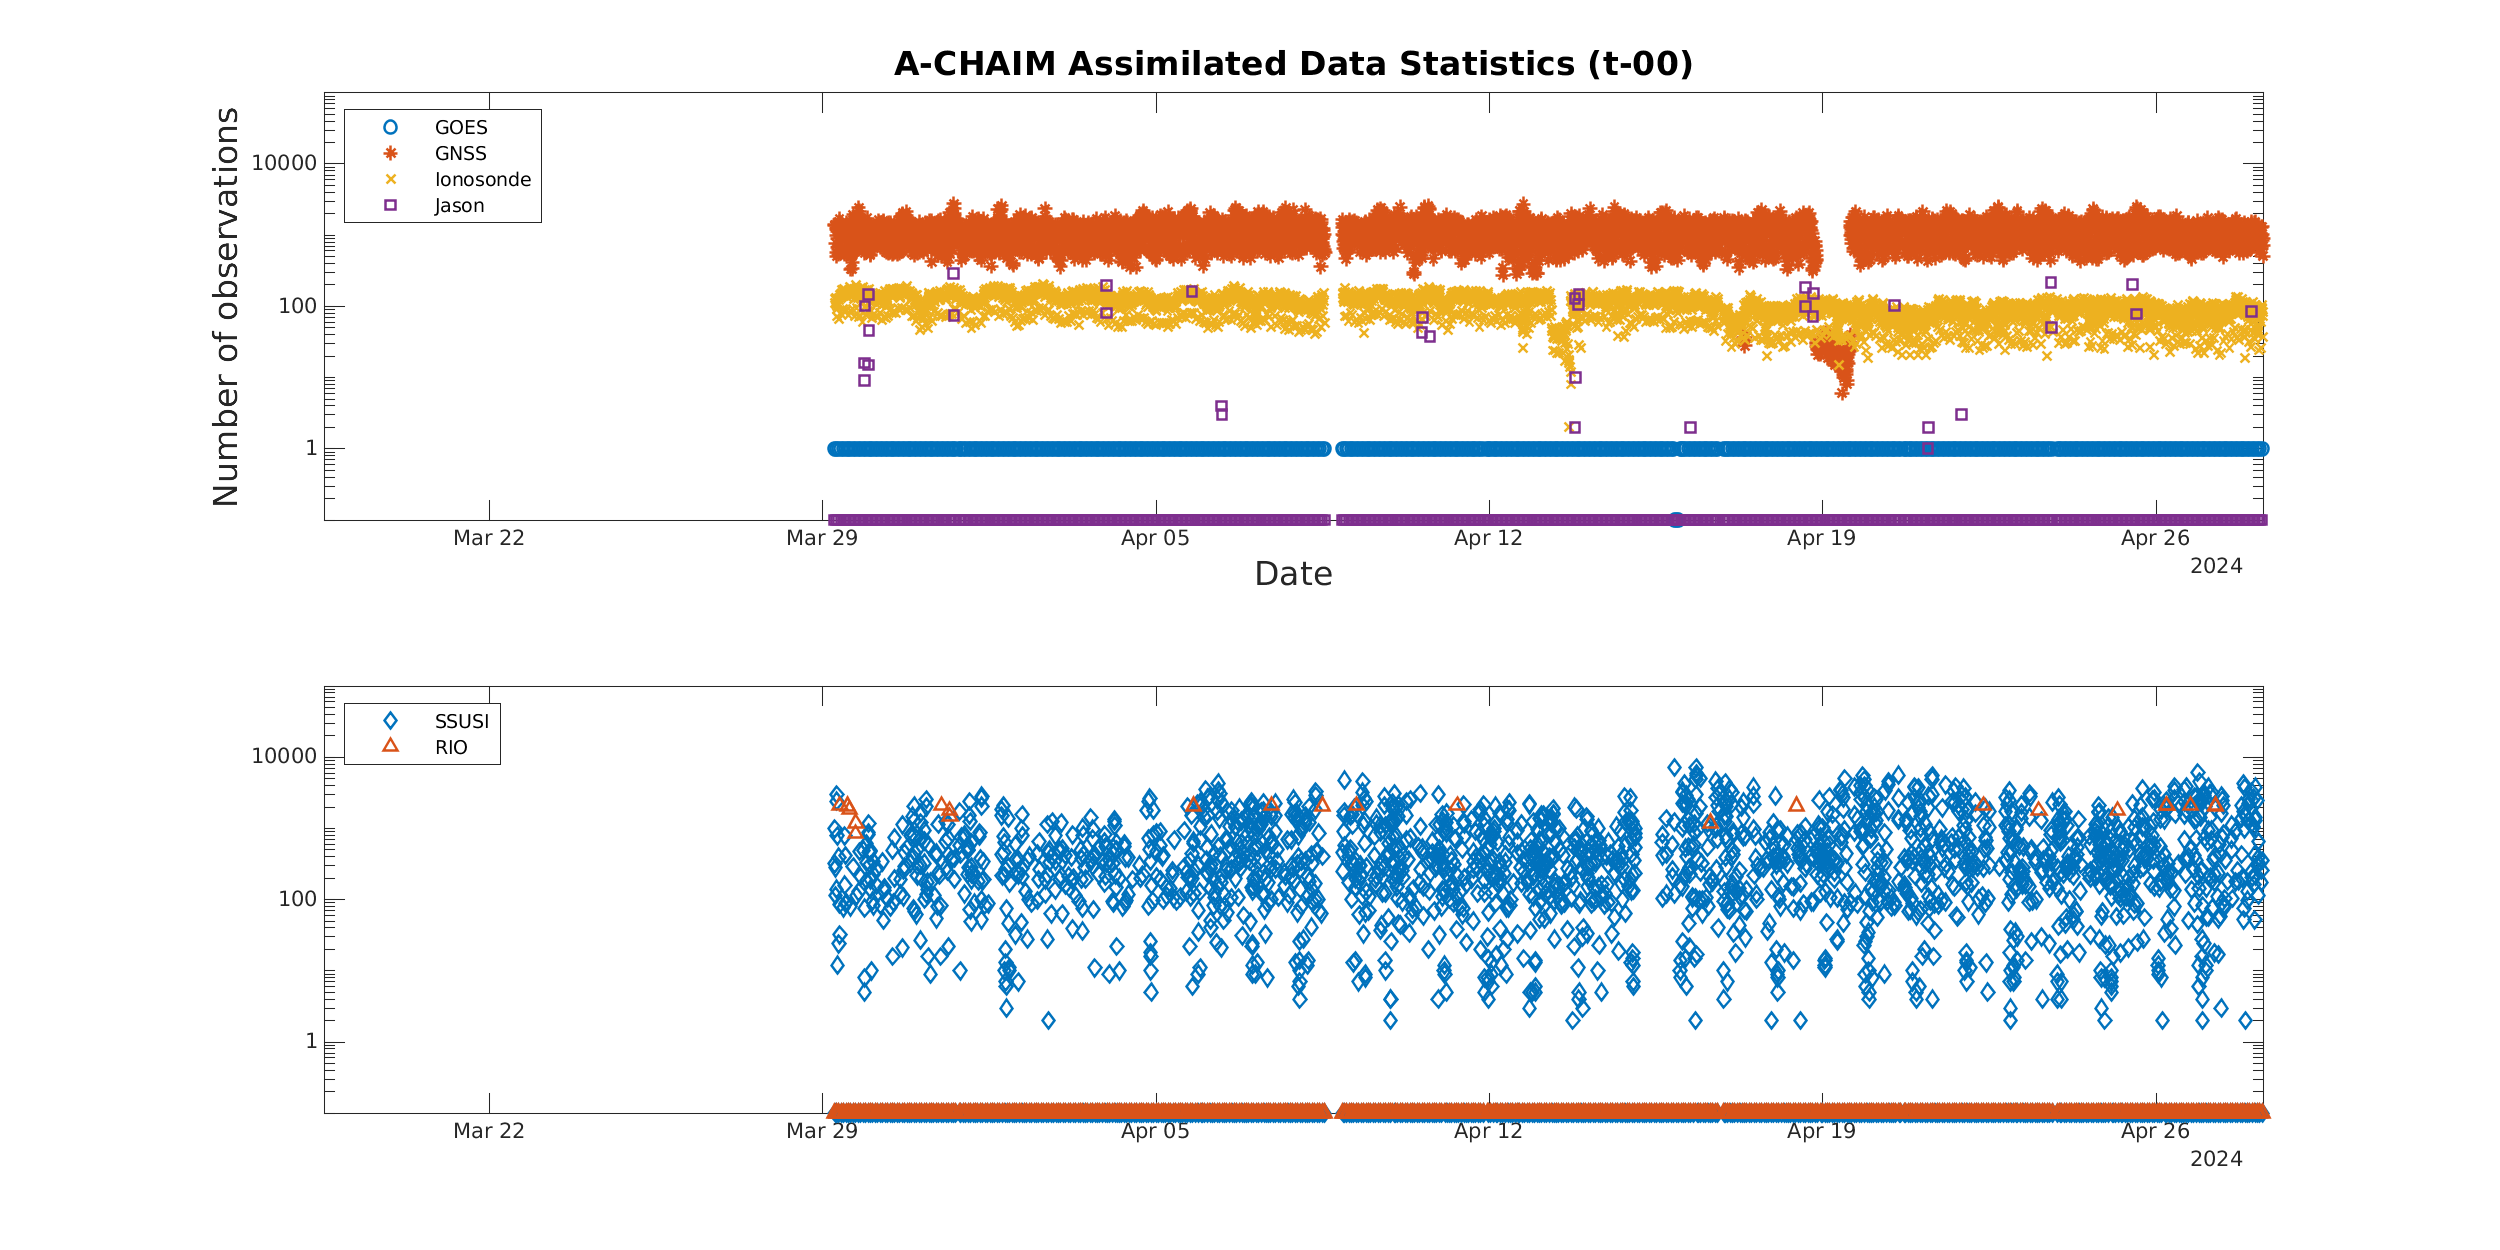 A-CHAIM Assimilated Data Statistics (t-00)
Number of observations
10000
100
1
GOES
GNSS
Ionosonde
Jason
Mar 22
Mar 29
Apr 05
Apr 12
Apr 19
Apr 26
2024
Date
10000
100
1
SSUSI
RIO
Mar 22
Mar 29
Apr 05
Apr 12
Apr 19
Apr 26
2024